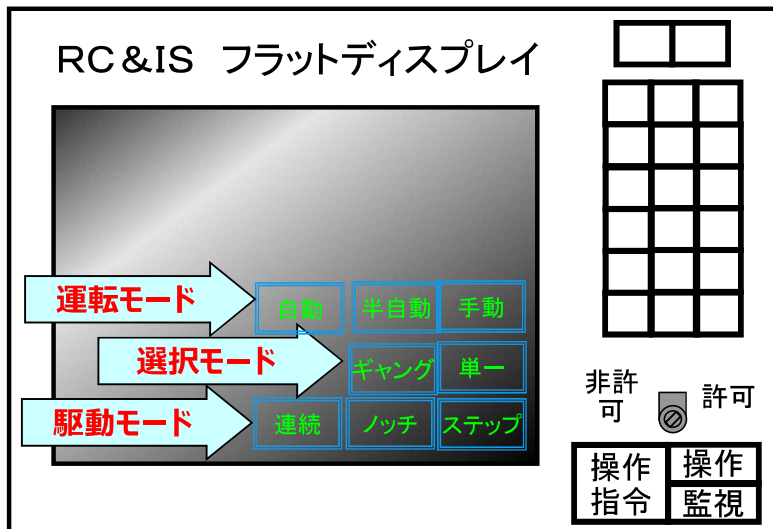 RC&IS フラットディスプレイ
運転モード
自動 半自動 手動
選択モード
ギャング 単一
駆動モード
連続 ノッチ ステップ
非許
可
許可
操作
指令
操作
監視